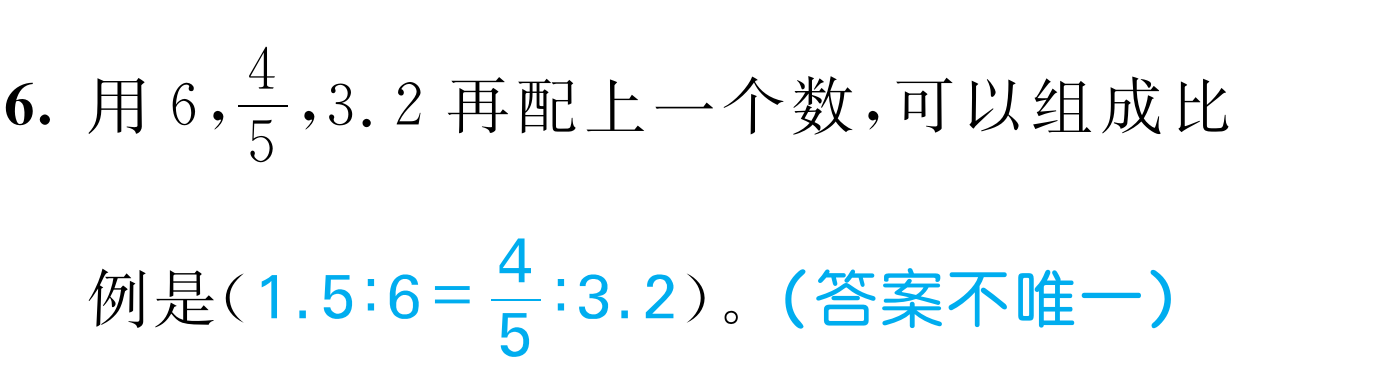 6. 用 6,4/5,3.2 再配上一个数,可以组成比
例是(1.5:6=4/5:3.2)。(答案不唯一)